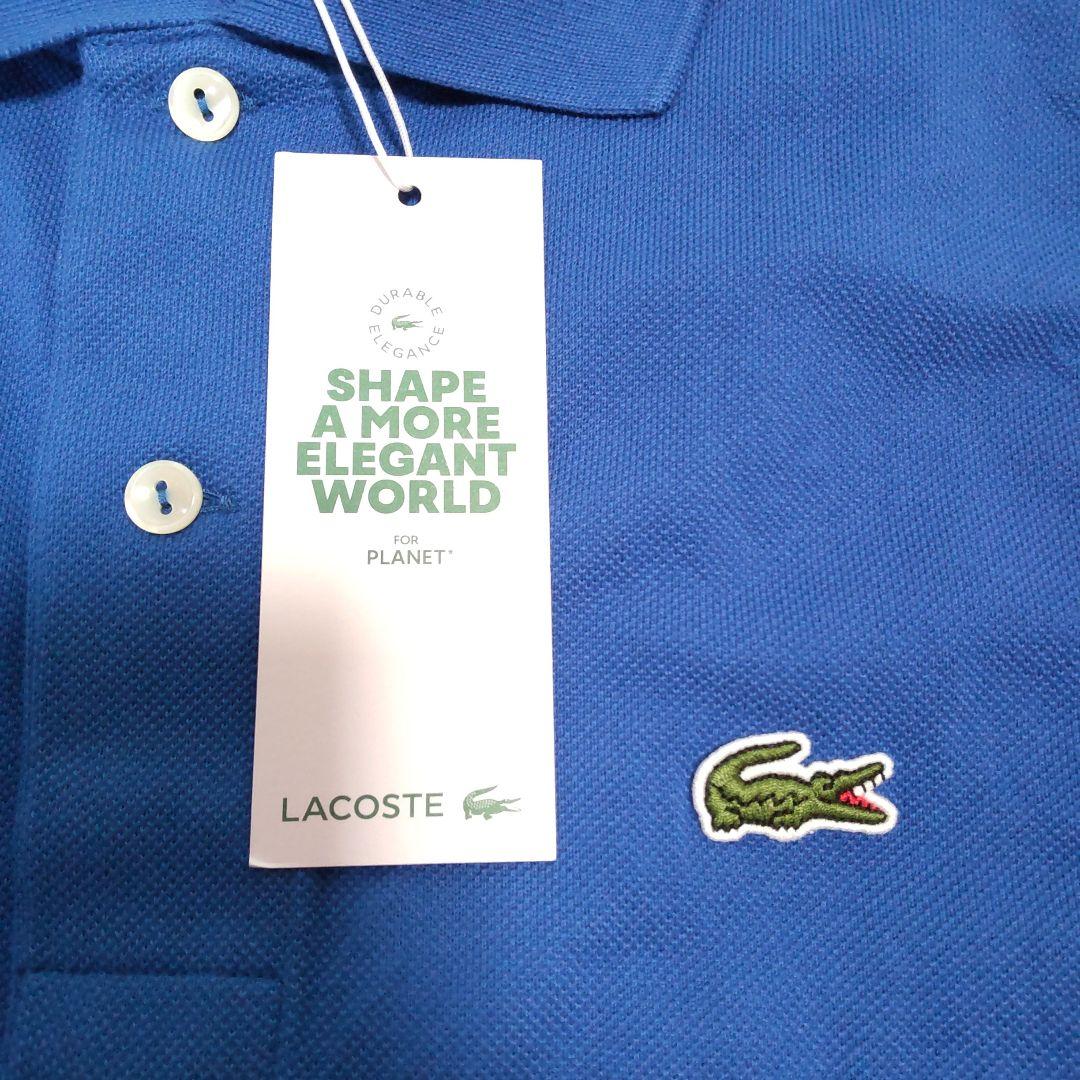 DURABLE
ELEGANCE
SHAPE
A MORE
ELEGANT
WORLD
FOR
PLANET*
LACOSTE